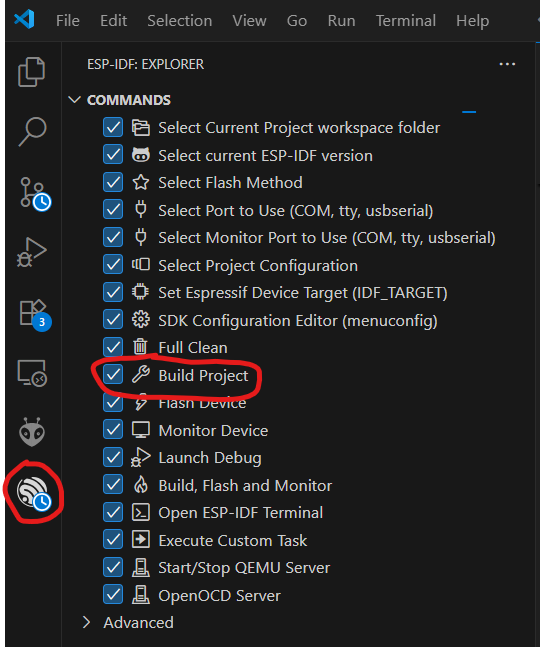 File Edit Selection View Go Run Terminal Help
ESP-IDF: EXPLORER
COMMANDS
Select Current Project workspace folder
Select current ESP-IDF version
Select Flash Method
Select Port to Use (COM, tty, usbserial)
Select Monitor Port to Use (COM, tty, usbserial)
Select Project Configuration
Set Espressif Device Target (IDF_TARGET)
SDK Configuration Editor (menuconfig)
3
Full Clean
Build Project
Flash Device
Monitor Device
Launch Debug
Build, Flash and Monitor
Open ESP-IDF Terminal
Execute Custom Task
Start/Stop QEMU Server
OpenOCD Server
Advanced